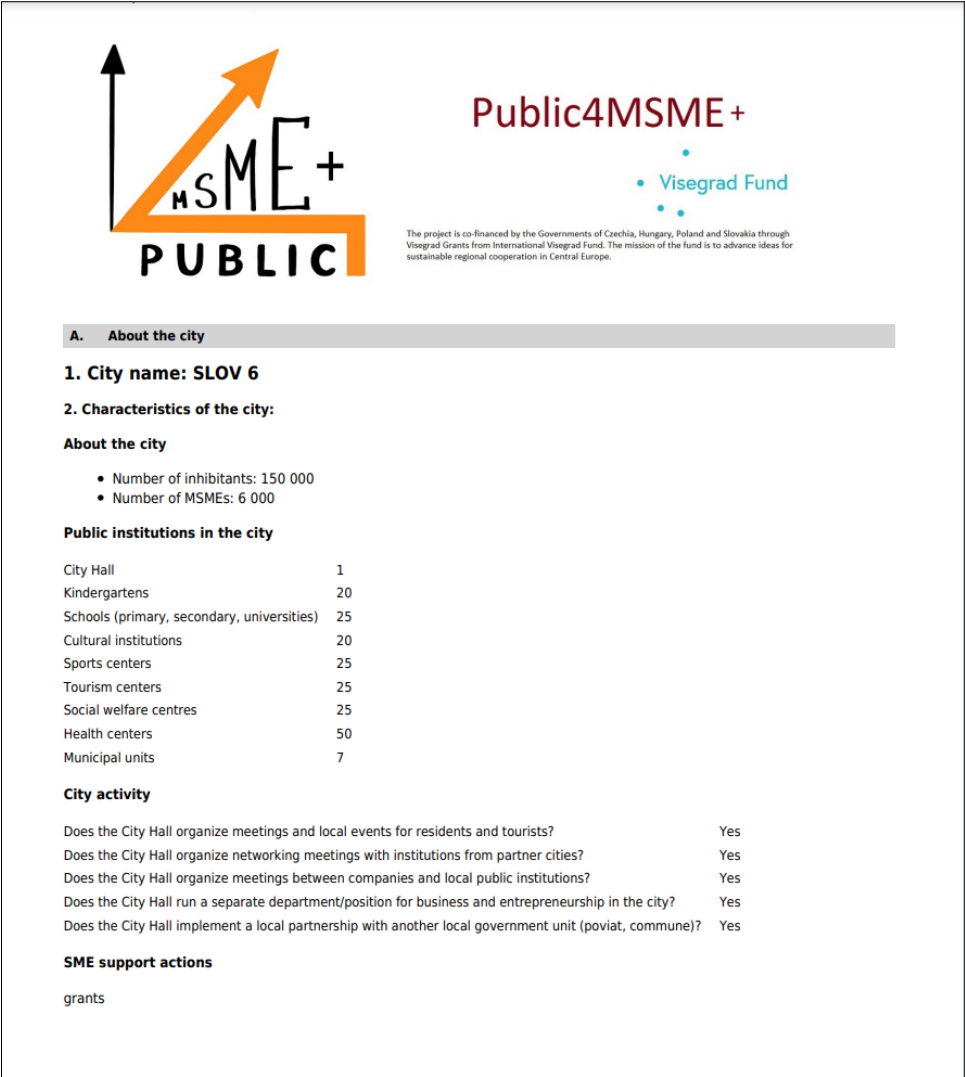 MSME+
PUBLIC
Public4MSME+
Visegrad Fund
The project is co-financed by the Governments of Czechia, Hungary, Poland and Slovakia through
Visegrad Grants from International Visegrad Fund. The mission of the fund is to advance ideas for
sustainable regional cooperation in Central Europe.
A. About the city
1. City name: SLOV 6
2. Characteristics of the city:
About the city
• Number of inhibitants: 150 000
• Number of MSMEs: 6 000
Public institutions in the city
City Hall 1
Kindergartens 20
Schools (primary, secondary, universities) 25
Cultural institutions 20
Sports centers 25
Tourism centers 25
Social welfare centres 25
Health centers 50
Municipal units 7
City activity
Does the City Hall organize meetings and local events for residents and tourists? Yes
Does the City Hall organize networking meetings with institutions from partner cities? Yes
Does the City Hall organize meetings between companies and local public institutions? Yes
Does the City Hall run a separate department/position for business and entrepreneurship in the city? Yes
Does the City Hall implement a local partnership with another local government unit (poviat, commune)? Yes
SME support actions
grants